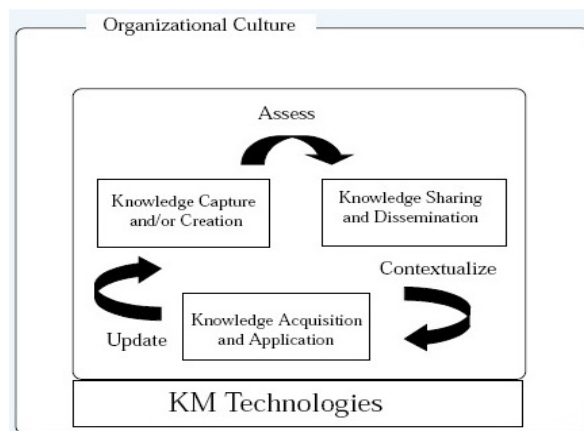 Organizational Culture
Assess
Knowledge Capture
and/or Creation
Knowledge Sharing
and Dissemination
Contextualize
Update
Knowledge Acquisition
and Application
KM Technologies